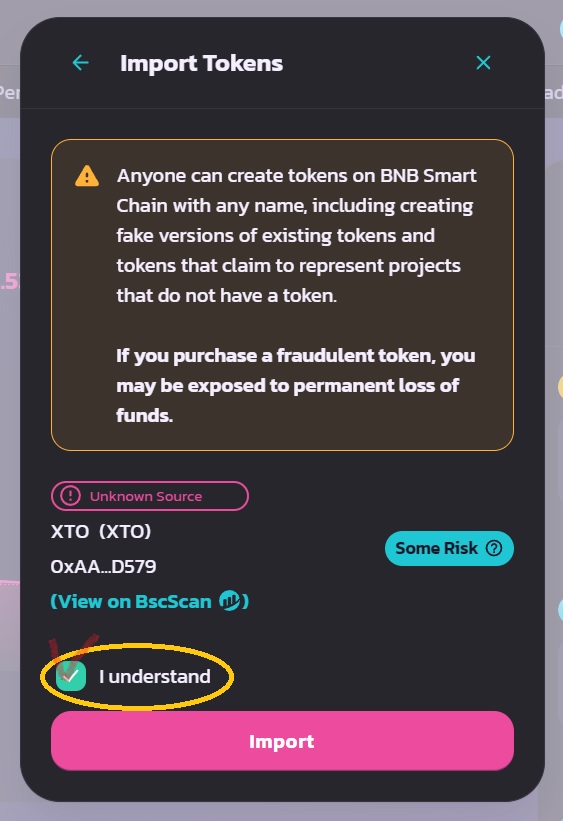 Import Tokens
Anyone can create tokens on BNB Smart
Chain with any name, including creating
fake versions of existing tokens and
tokens that claim to represent projects
that do not have a token.
If you purchase a fraudulent token, you
may be exposed to permanent loss of
funds.
Unknown Source
XTO (XTO)
0xAA...D579
Some Risk
(View on BscScan)
I understand
Import